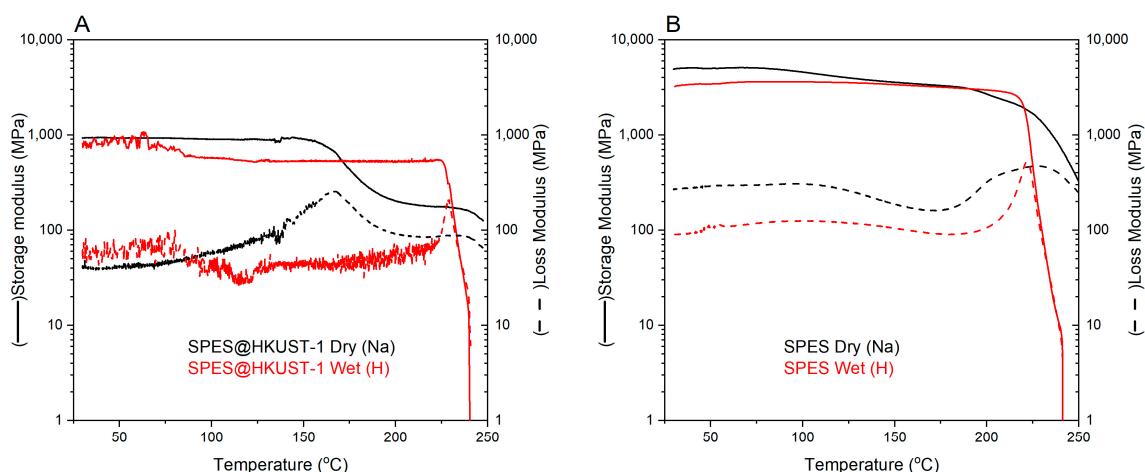 A
10,000
10,000
1,000
1,000
100
100
10
10
1
1
50
100
150
200
250
(—)Storage modulus (MPa)
(– –)Loss Modulus (MPa)
SPES@HKUST-1 Dry (Na)
SPES@HKUST-1 Wet (H)
Temperature (°C)
B
10,000
10,000
1,000
1,000
100
100
10
10
1
1
50
100
150
200
250
(—)Storage Modulus (MPa)
(– –)Loss Modulus (MPa)
SPES Dry (Na)
SPES Wet (H)
Temperature (°C)